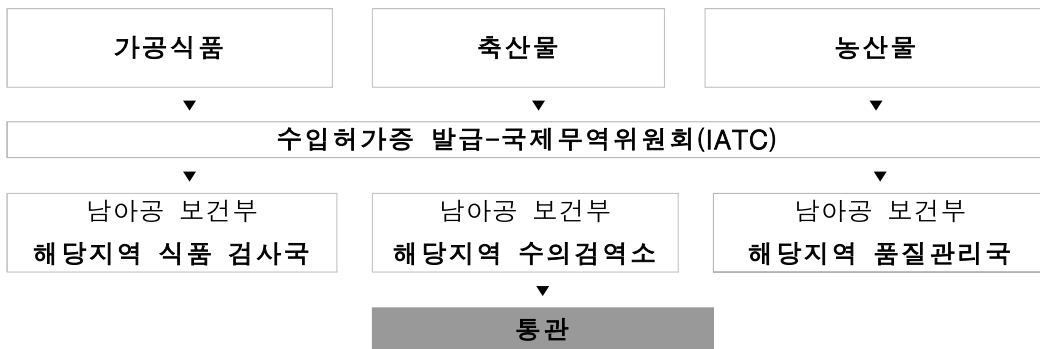 가공식품
축산물
농산물
수입허가증 발급-국제무역위원회(IATC)
남아공 보건부
해당지역 식품 검사국
남아공 보건부
해당지역 수의검역소
남아공 보건부
해당지역 품질관리국
통관